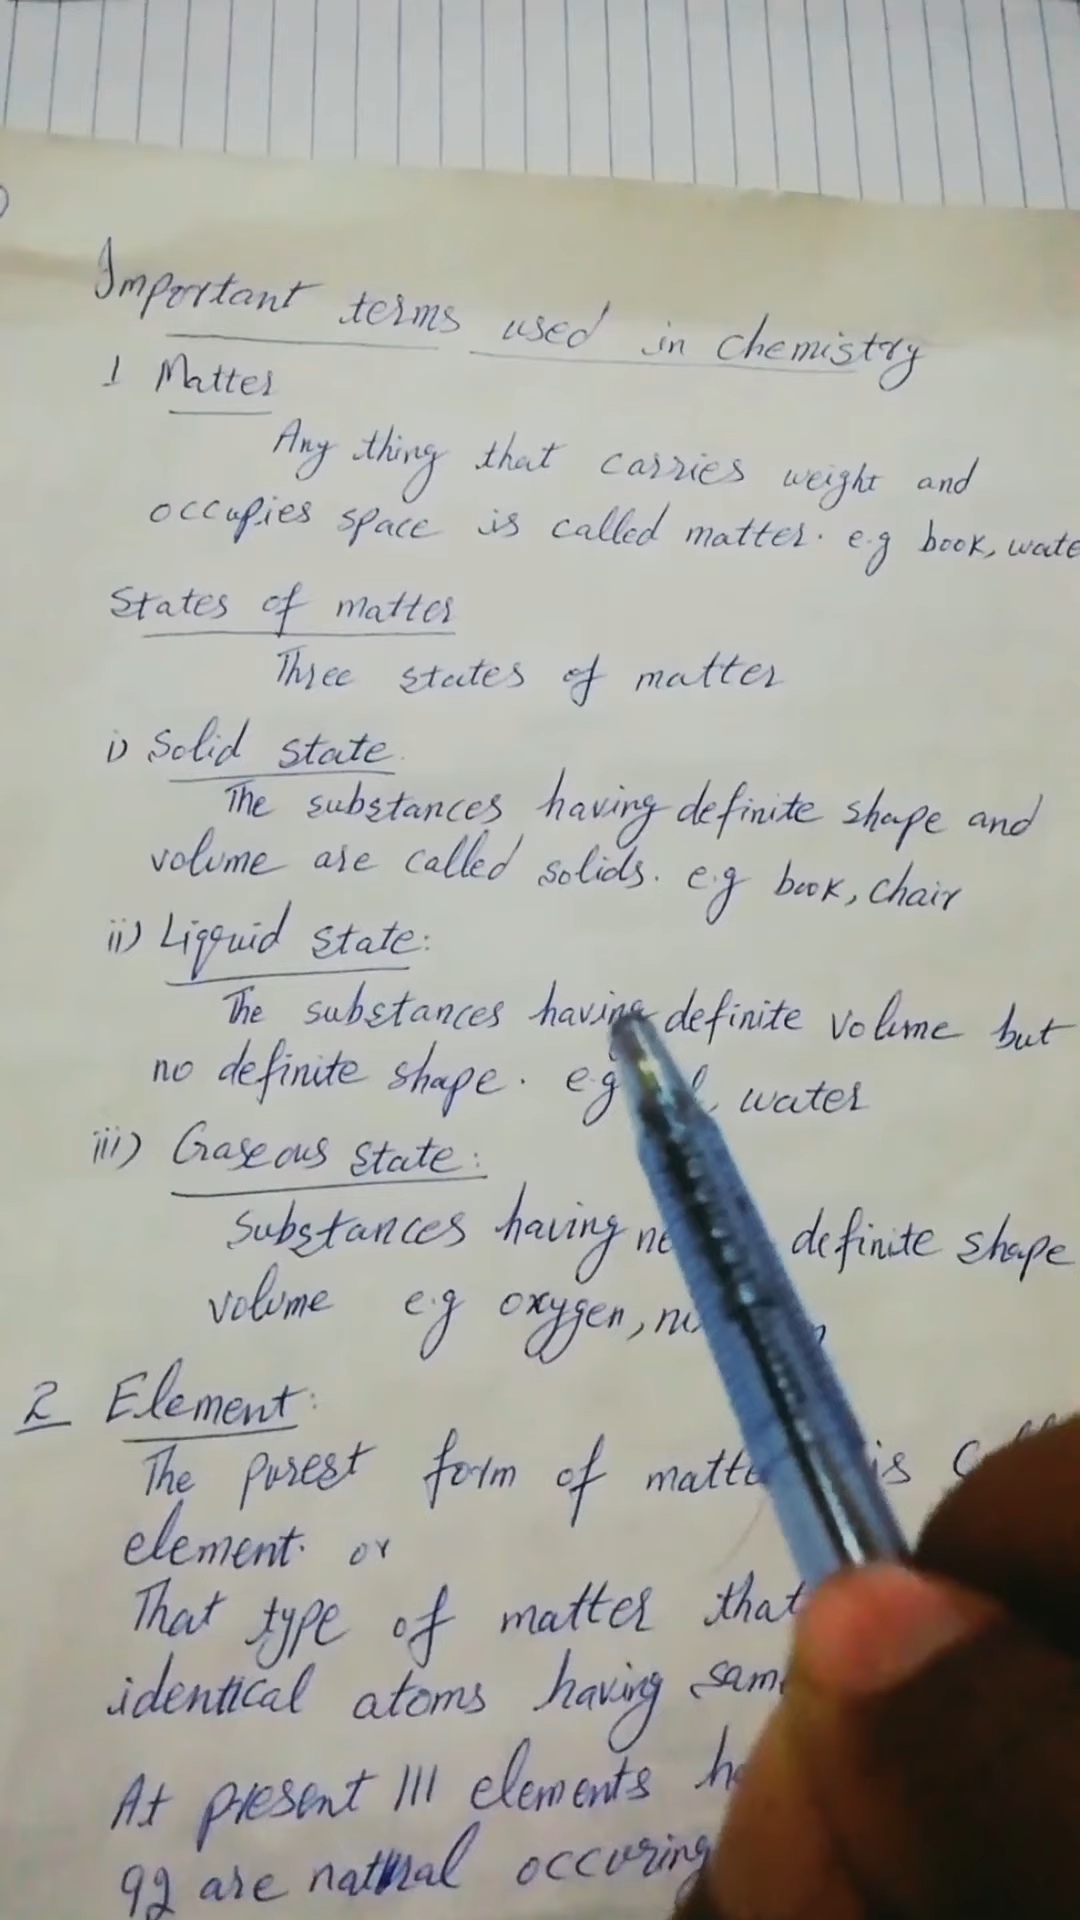 Important terms used in chemistry
1 Matter
Any thing that carries weight and
occupies space is called matter. e.g book, wate
States of matter
Three states of matter
i) Solid state.
The substances having definite shape and
volume are called solids. e.g book, chair
ii) Liquid state:
The substances having definite volume but
no definite shape. e.g water
iii) Gaseous state:
Substances having definite shape
volume e.g oxygen,
2 Element:
The purest form of matte is
element. or
That type of matter that
identical atoms having sam
At present 111 elements
92 are natural occuring